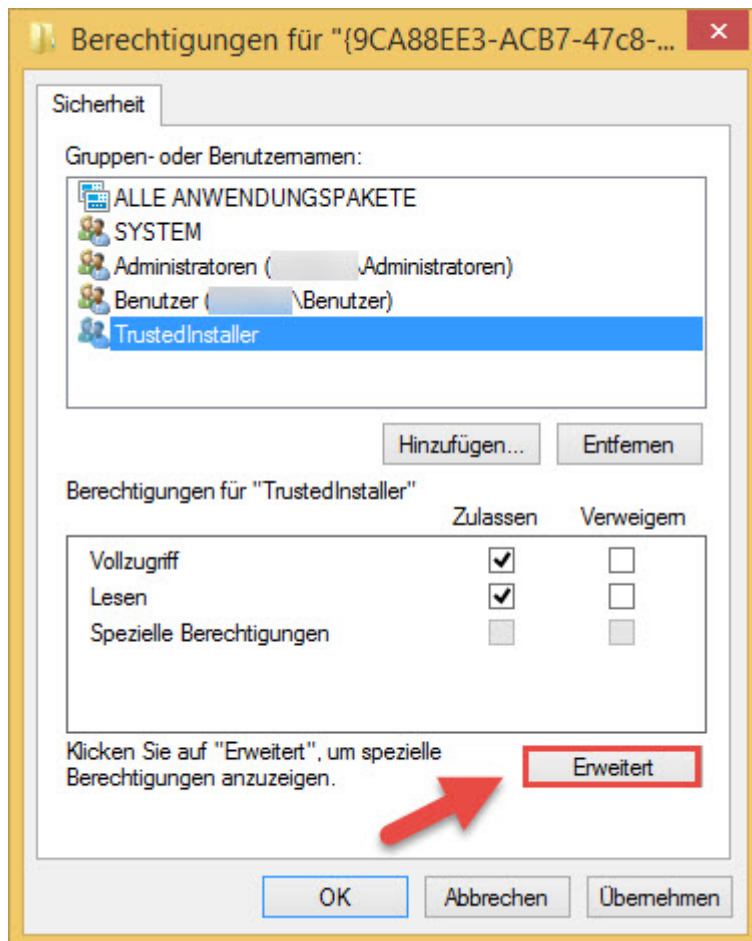 Berechtigungen für "{9CA88EE3-ACB7-47c8-...
Sicherheit
Gruppen- oder Benutzernamen:
ALLE ANWENDUNGSPAKETE
SYSTEM
Administratoren ( \Administratoren)
Benutzer ( \Benutzer)
TrustedInstaller
Hinzufügen... Entfernen
Berechtigungen für "TrustedInstaller"
Zulassen Verweigern
Vollzugriff
Lesen
Spezielle Berechtigungen
Klicken Sie auf "Erweitert", um spezielle
Berechtigungen anzuzeigen.
Erweitert
OK Abbrechen Übernehmen